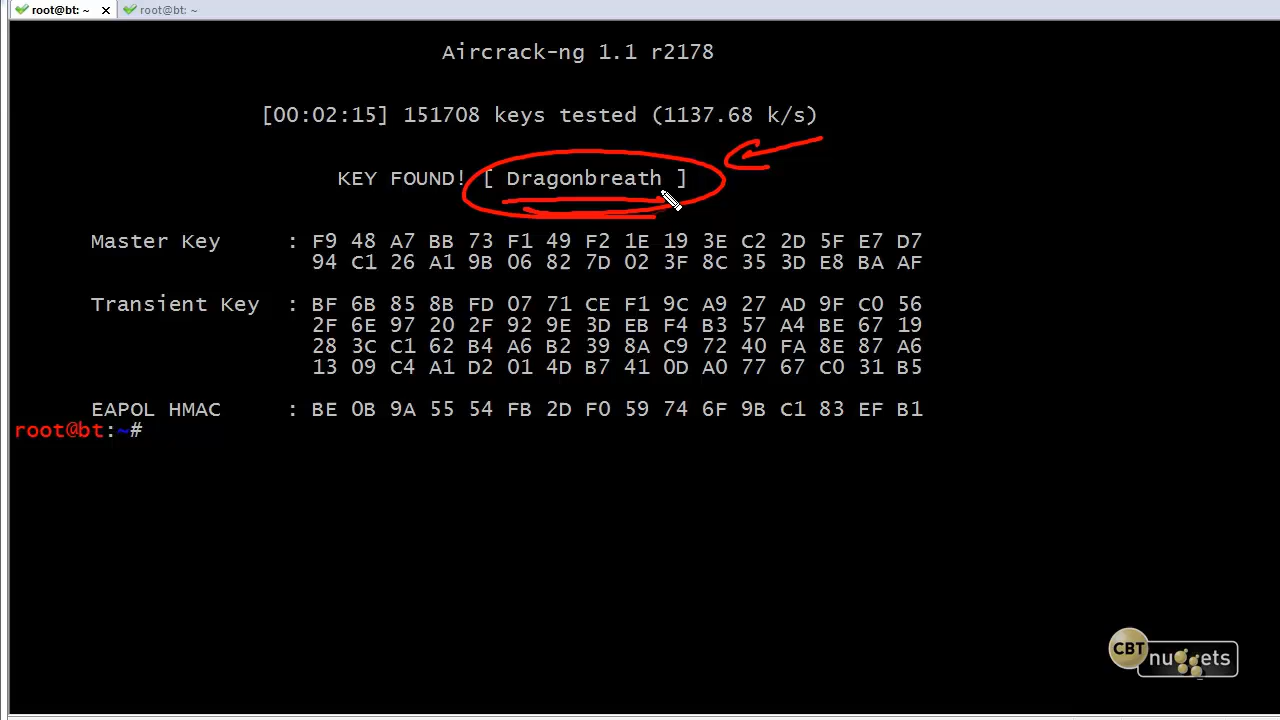 root@bt: ~ × root@bt: ~
Aircrack-ng 1.1 r2178
[00:02:15] 151708 keys tested (1137.68 k/s)
KEY FOUND! [ Dragonbreath ]
Master Key : F9 48 A7 BB 73 F1 49 F2 1E 19 3E C2 2D 5F E7 D7
94 C1 26 A1 9B 06 82 7D 02 3F 8C 35 3D E8 BA AF
Transient Key : BF 6B 85 8B FD 07 71 CE F1 9C A9 27 AD 9F C0 56
2F 6E 97 20 2F 92 9E 3D EB F4 B3 57 A4 BE 67 19
28 3C C1 62 B4 A6 B2 39 8A C9 72 40 FA 8E 87 A6
13 09 C4 A1 D2 01 4D B7 41 0D A0 77 67 C0 31 B5
EAPOL HMAC : BE 0B 9A 55 54 FB 2D F0 59 74 6F 9B C1 83 EF B1
root@bt:~#
CBT nuggets